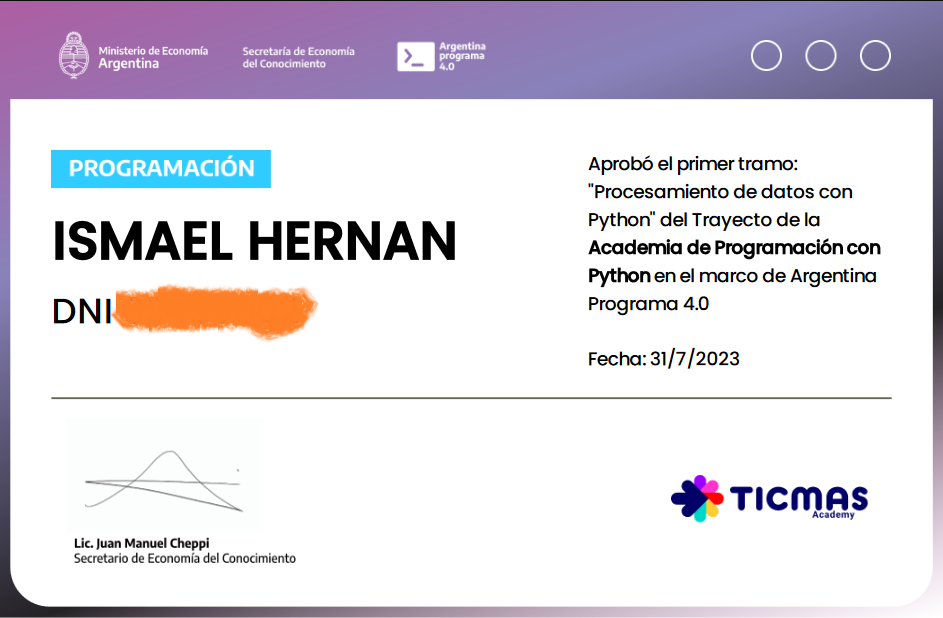 Ministerio de Economía
Argentina
Secretaría de Economía
del Conocimiento
Argentina
programa
4.0
PROGRAMACIÓN
ISMAEL HERNAN
DNI
Aprobó el primer tramo:
"Procesamiento de datos con
Python" del Trayecto de la
Academia de Programación con
Python en el marco de Argentina
Programa 4.0
Fecha: 31/7/2023
Lic. Juan Manuel Cheppi
Secretario de Economía del Conocimiento
TICMAS
Academy